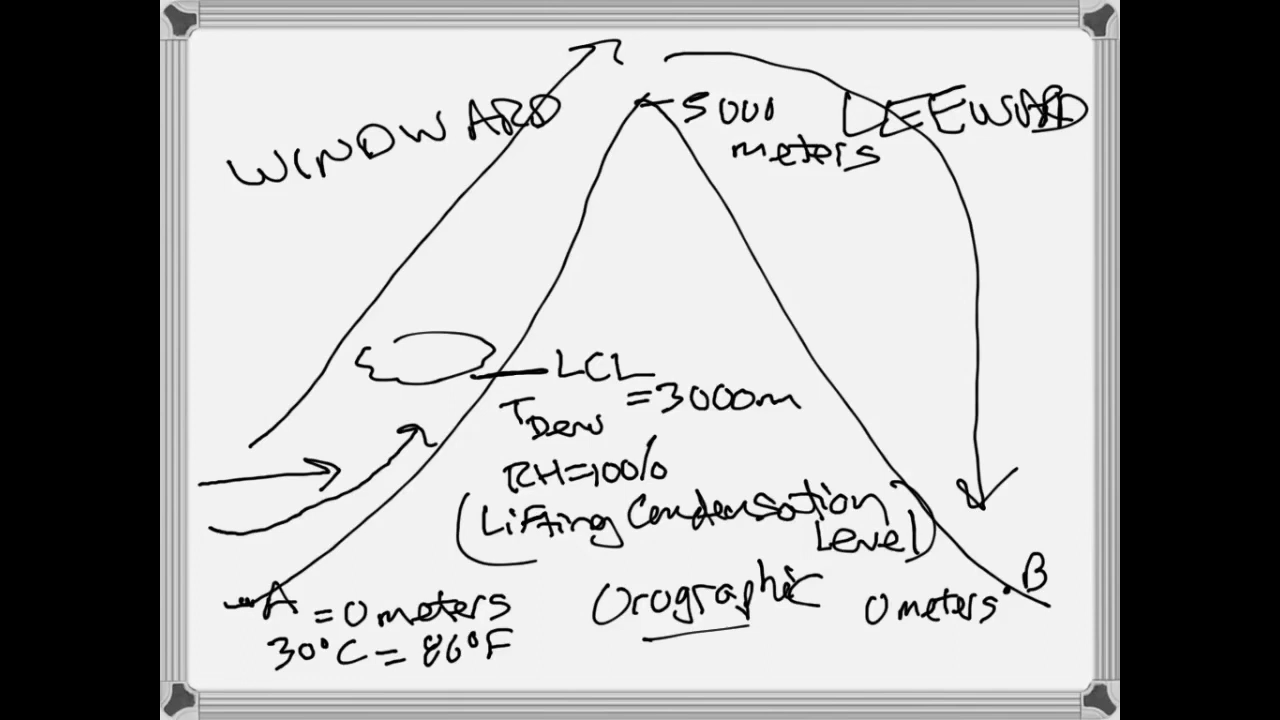 WINDWARD
5000
meters
LEEWARD
LCL
= 3000m
TDew
RH=100%
(Lifting Condensation
Level)
Orographic
A = 0 meters
30°C = 86°F
B
0 meters